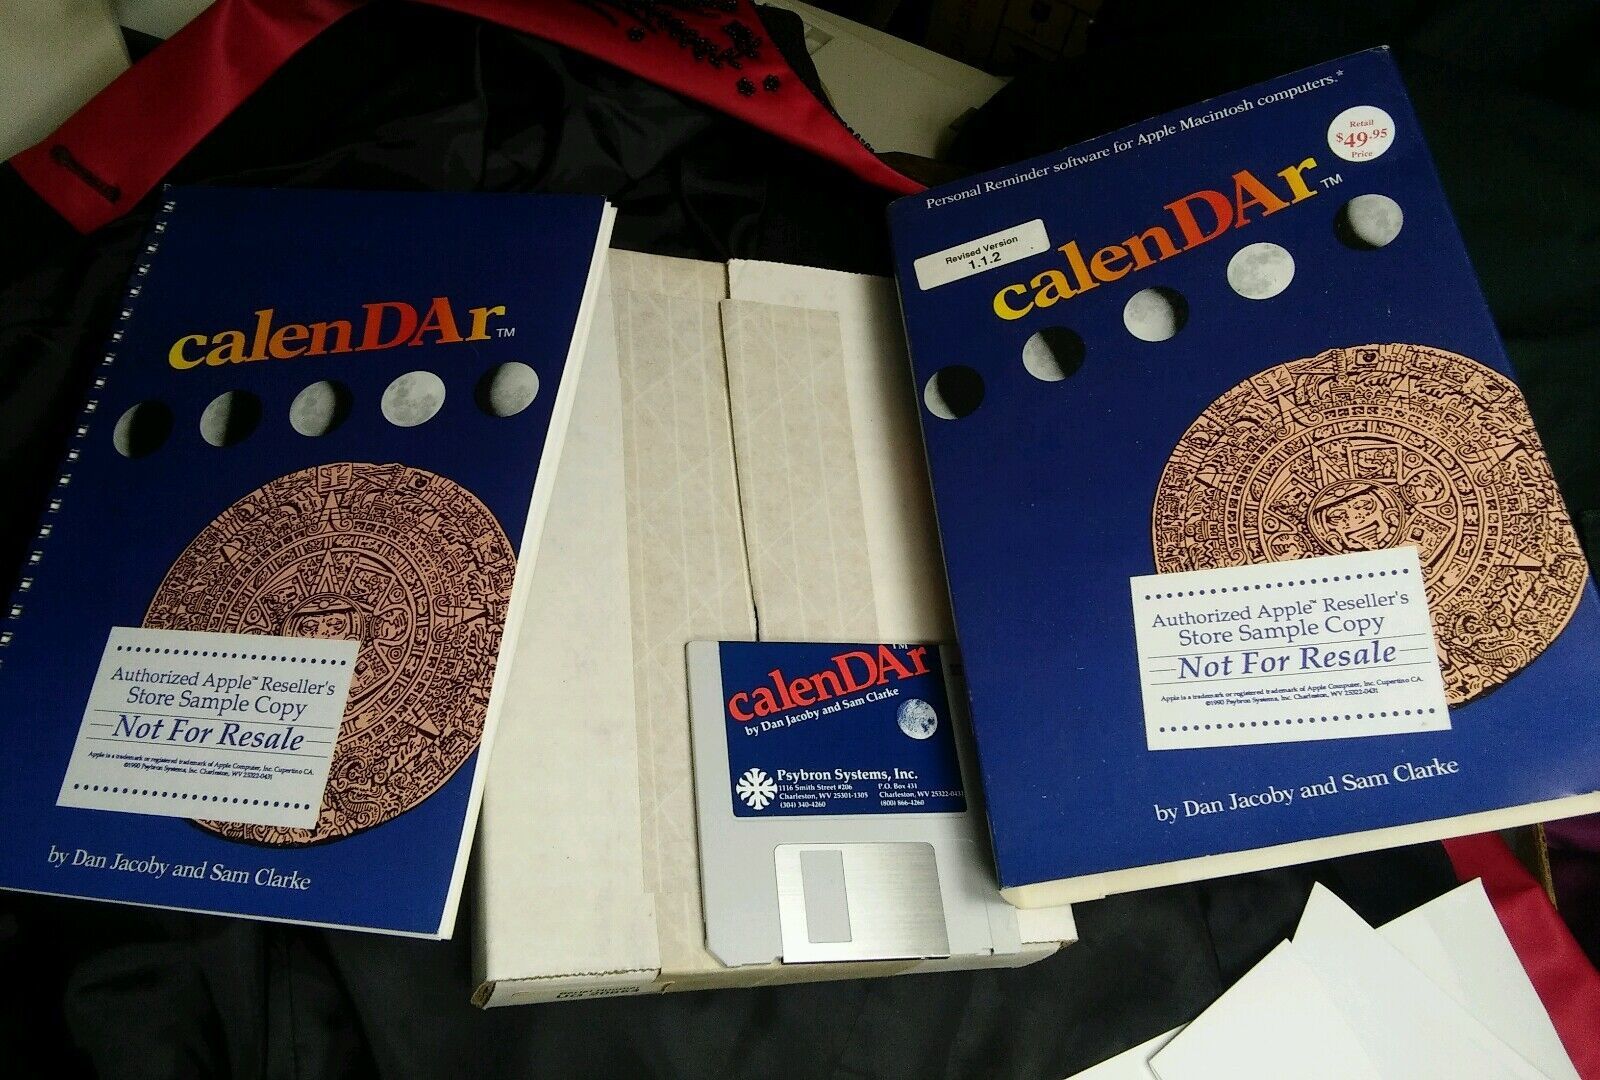 calenDAr™
Authorized Apple™ Reseller's
Store Sample Copy
Not For Resale
Apple is a trademark or registered trademark of Apple Computer, Inc. Cupertino CA.
©1990 Psybron Systems, Inc. Charleston, WV 25322-0431
by Dan Jacoby and Sam Clarke
calenDAr
TM
by Dan Jacoby and Sam Clarke
Psybron Systems, Inc.
1116 Smith Street #206 P.O. Box 431
Charleston, WV 25301-1305 Charleston, WV 25322-0431
(304) 340-4260 (800) 866-4260
Personal Reminder software for Apple Macintosh computers.*
Retail
$49.95
Price
Revised Version
1.1.2
calenDAr™
Authorized Apple™ Reseller's
Store Sample Copy
Not For Resale
Apple is a trademark or registered trademark of Apple Computer, Inc. Cupertino CA.
©1990 Psybron Systems, Inc. Charleston, WV 25322-0431
by Dan Jacoby and Sam Clarke